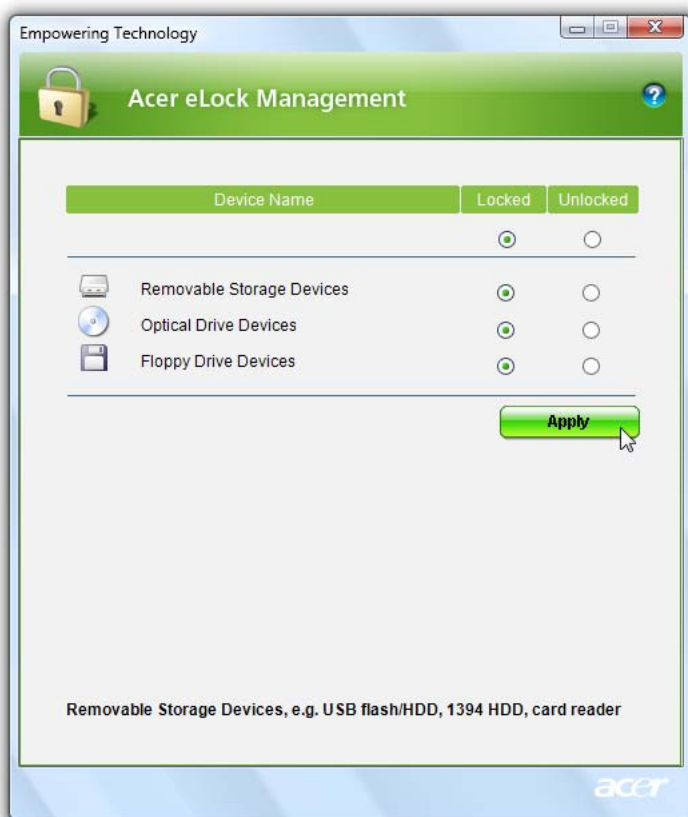 Empowering Technology
Acer eLock Management
Device Name Locked Unlocked
Removable Storage Devices
Optical Drive Devices
Floppy Drive Devices
Apply
Removable Storage Devices, e.g. USB flash/HDD, 1394 HDD, card reader
acer